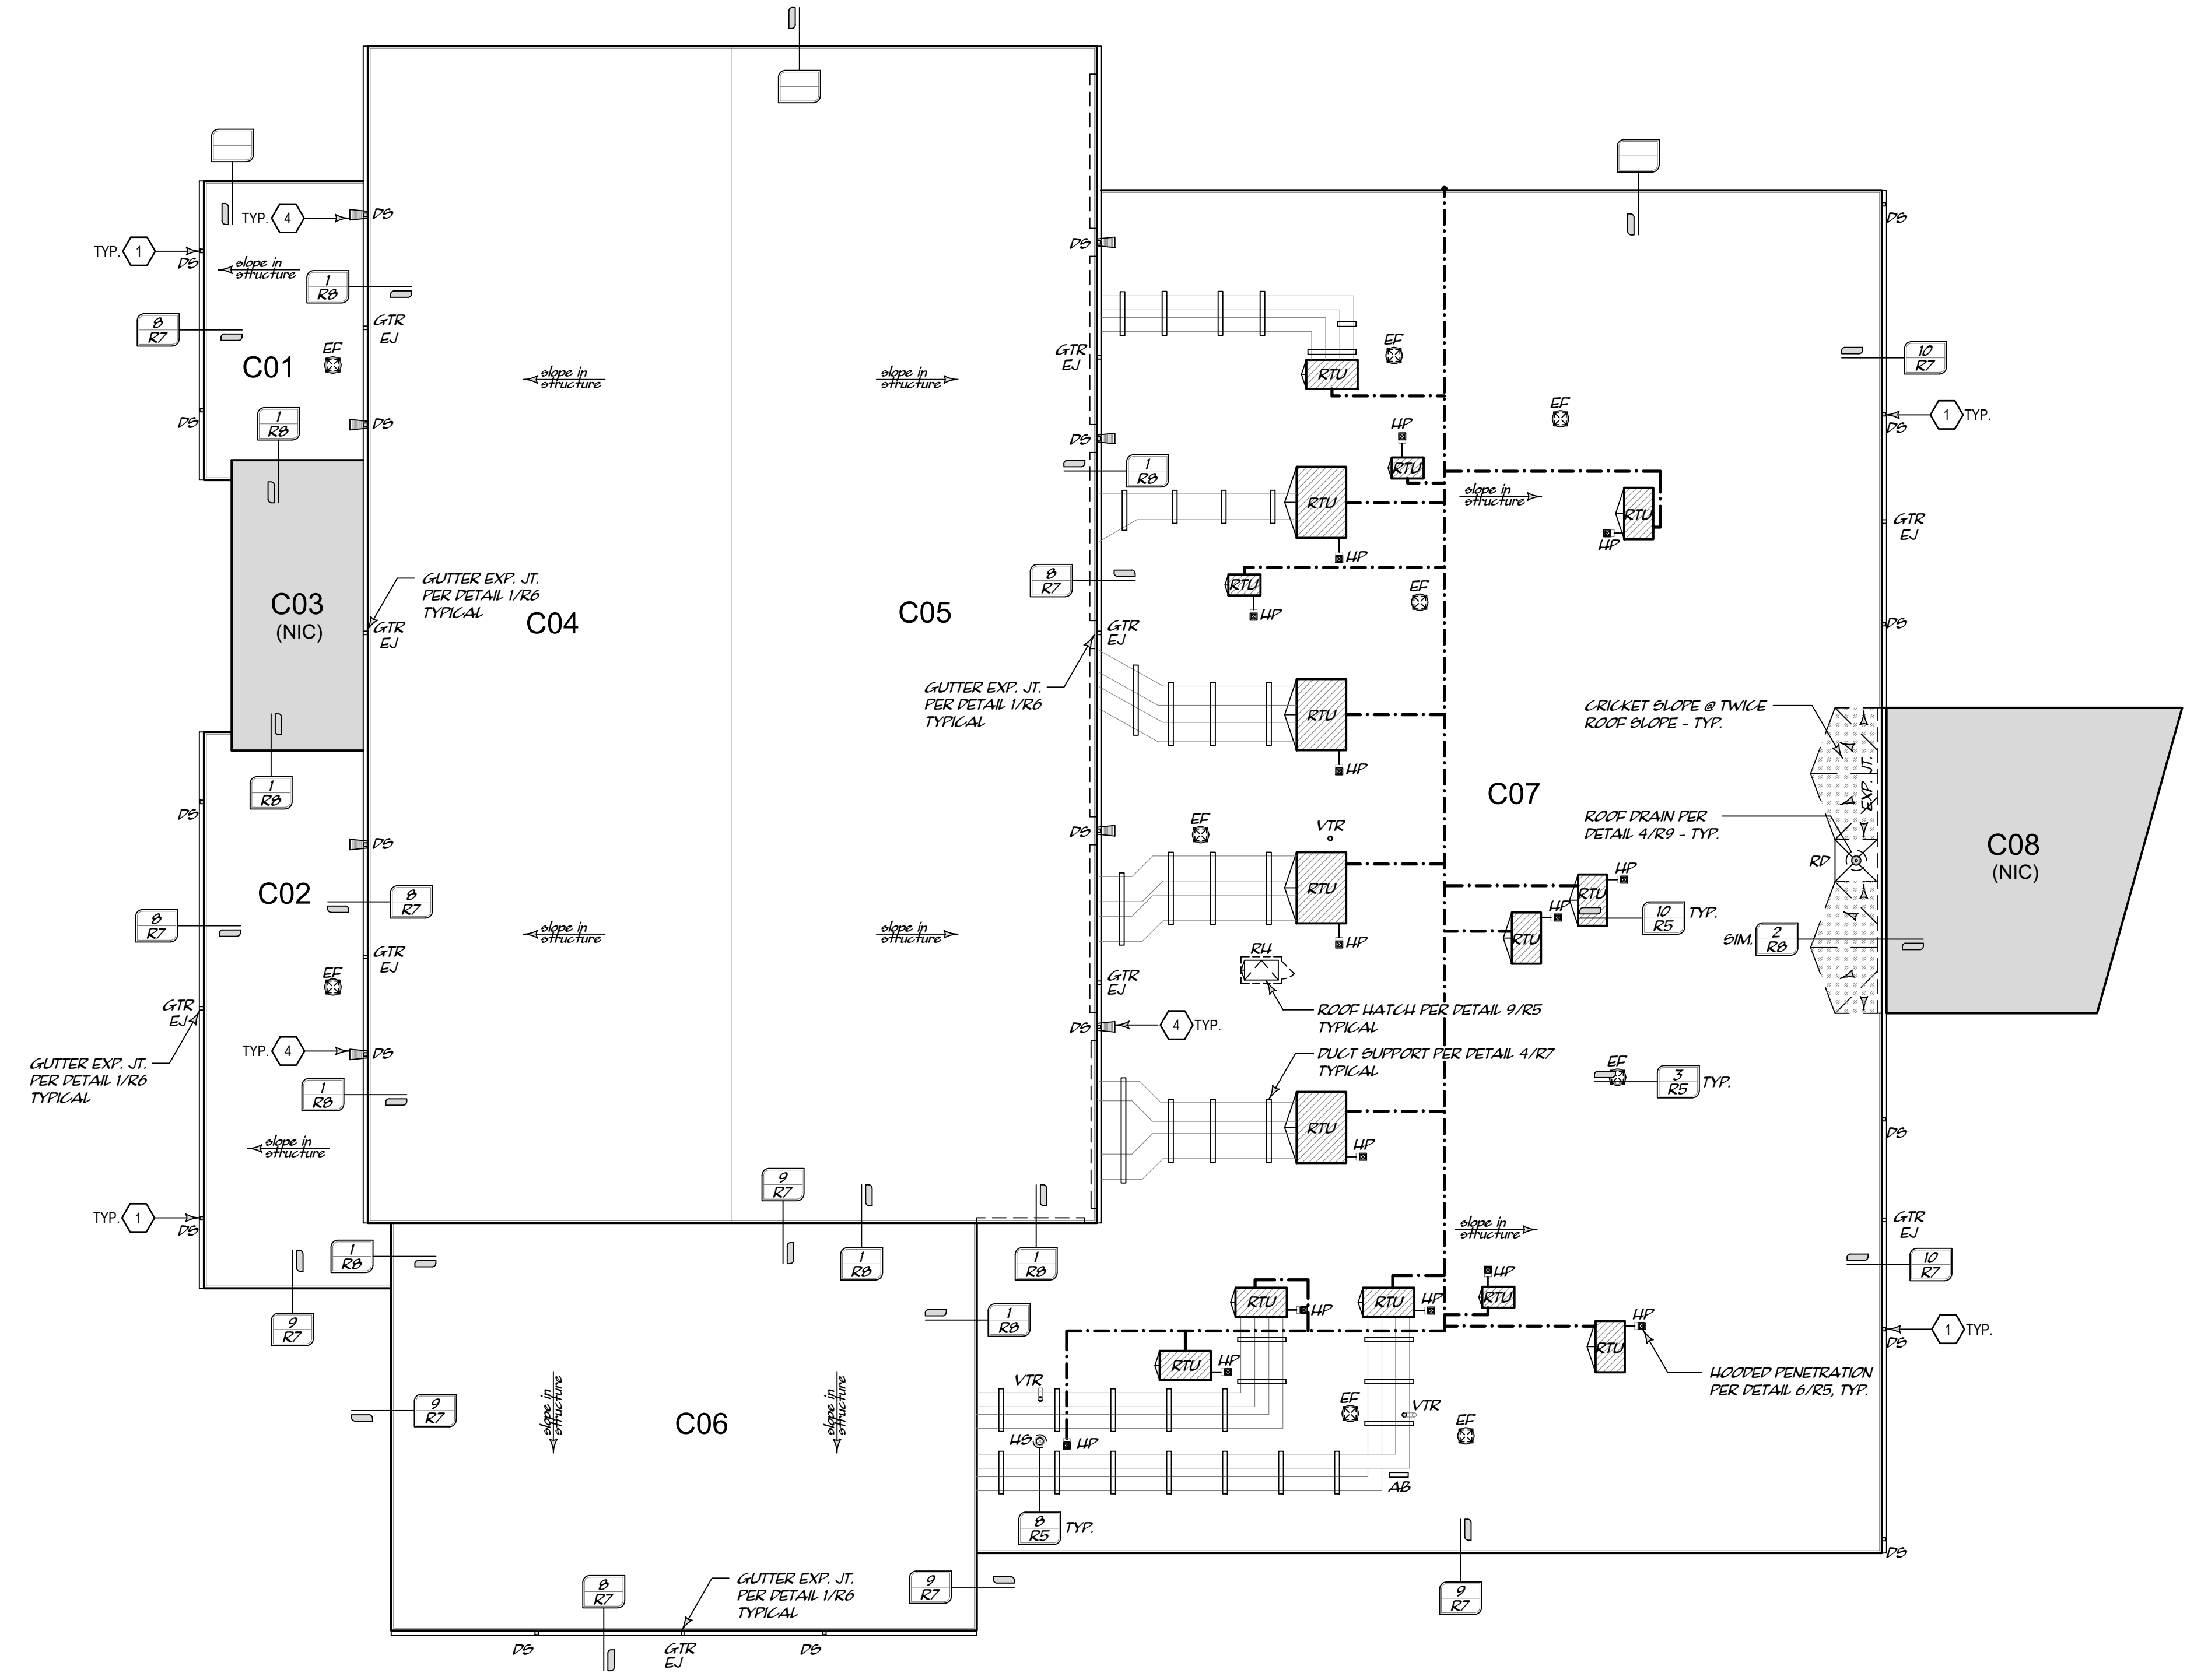 DS
TYP. 4
DS
TYP. 1
DS
DS
DS
slope in
structure
1
R8
GTR
EJ
8
R7
C01
EF
GTR
EJ
EF
10
R7
slope in
structure
slope in
structure
RTU
EF
1
R8
DS
DS
HP
1 TYP.
DS
DS
1
R8
RTU
slope in
structure
RTU
RTU
HP
GTR
EJ
HP
8
R7
RTU
EF
HP
GUTTER EXP. JT.
PER DETAIL 1/R6
TYPICAL
C03
(NIC)
C04
C05
GTR
EJ
GTR
EJ
DS
GUTTER EXP. JT.
PER DETAIL 1/R6
TYPICAL
RTU
HP
CRICKET SLOPE @ TWICE
ROOF SLOPE - TYP.
EXP. JT.
1
R8
C07
DS
DS
DS
EF
VTR
ROOF DRAIN PER
DETAIL 4/R9 - TYP.
C08
(NIC)
RD
C02
8
R7
RTU
HP
RTU
HP
10
R5
TYP.
8
R7
slope in
structure
slope in
structure
HP
RTU
SIM.
2
R8
GTR
EJ
RH
EF
GTR
EJ
GTR
EJ
ROOF HATCH PER DETAIL 9/R5
TYPICAL
DS
4 TYP.
TYP. 4
DS
GUTTER EXP. JT.
PER DETAIL 1/R6
TYPICAL
DUCT SUPPORT PER DETAIL 4/R7
TYPICAL
EF
3
R5
TYP.
1
R8
slope in
structure
RTU
HP
DS
9
R7
TYP. 1
DS
slope in
structure
GTR
EJ
1
R8
1
R8
1
R8
10
R7
HP
RTU
9
R7
1
R8
RTU
HP
RTU
HP
HP
RTU
1 TYP.
DS
RTU
HP
HOODED PENETRATION
PER DETAIL 6/R5, TYP.
slope in
structure
slope in
structure
9
R7
C06
VTR
EF
VTR
EF
HS
HP
AB
8
R5
TYP.
DS
GUTTER EXP. JT.
PER DETAIL 1/R6
TYPICAL
8
R7
9
R7
9
R7
DS
GTR
EJ
DS